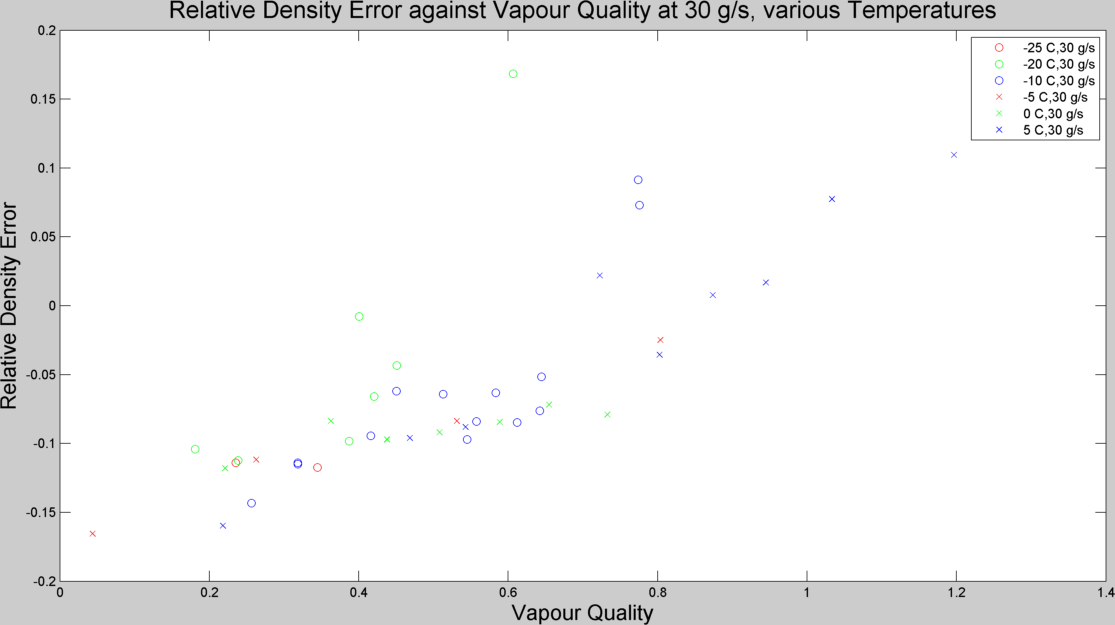 Relative Density Error against Vapour Quality at 30 g/s, various Temperatures
0.2
0.15
0.1
0.05
0
-0.05
-0.1
-0.15
-0.2
Relative Density Error
-25 C,30 g/s
-20 C,30 g/s
-10 C,30 g/s
-5 C,30 g/s
0 C,30 g/s
5 C,30 g/s
0 0.2 0.4 0.6 0.8 1 1.2 1.4
Vapour Quality